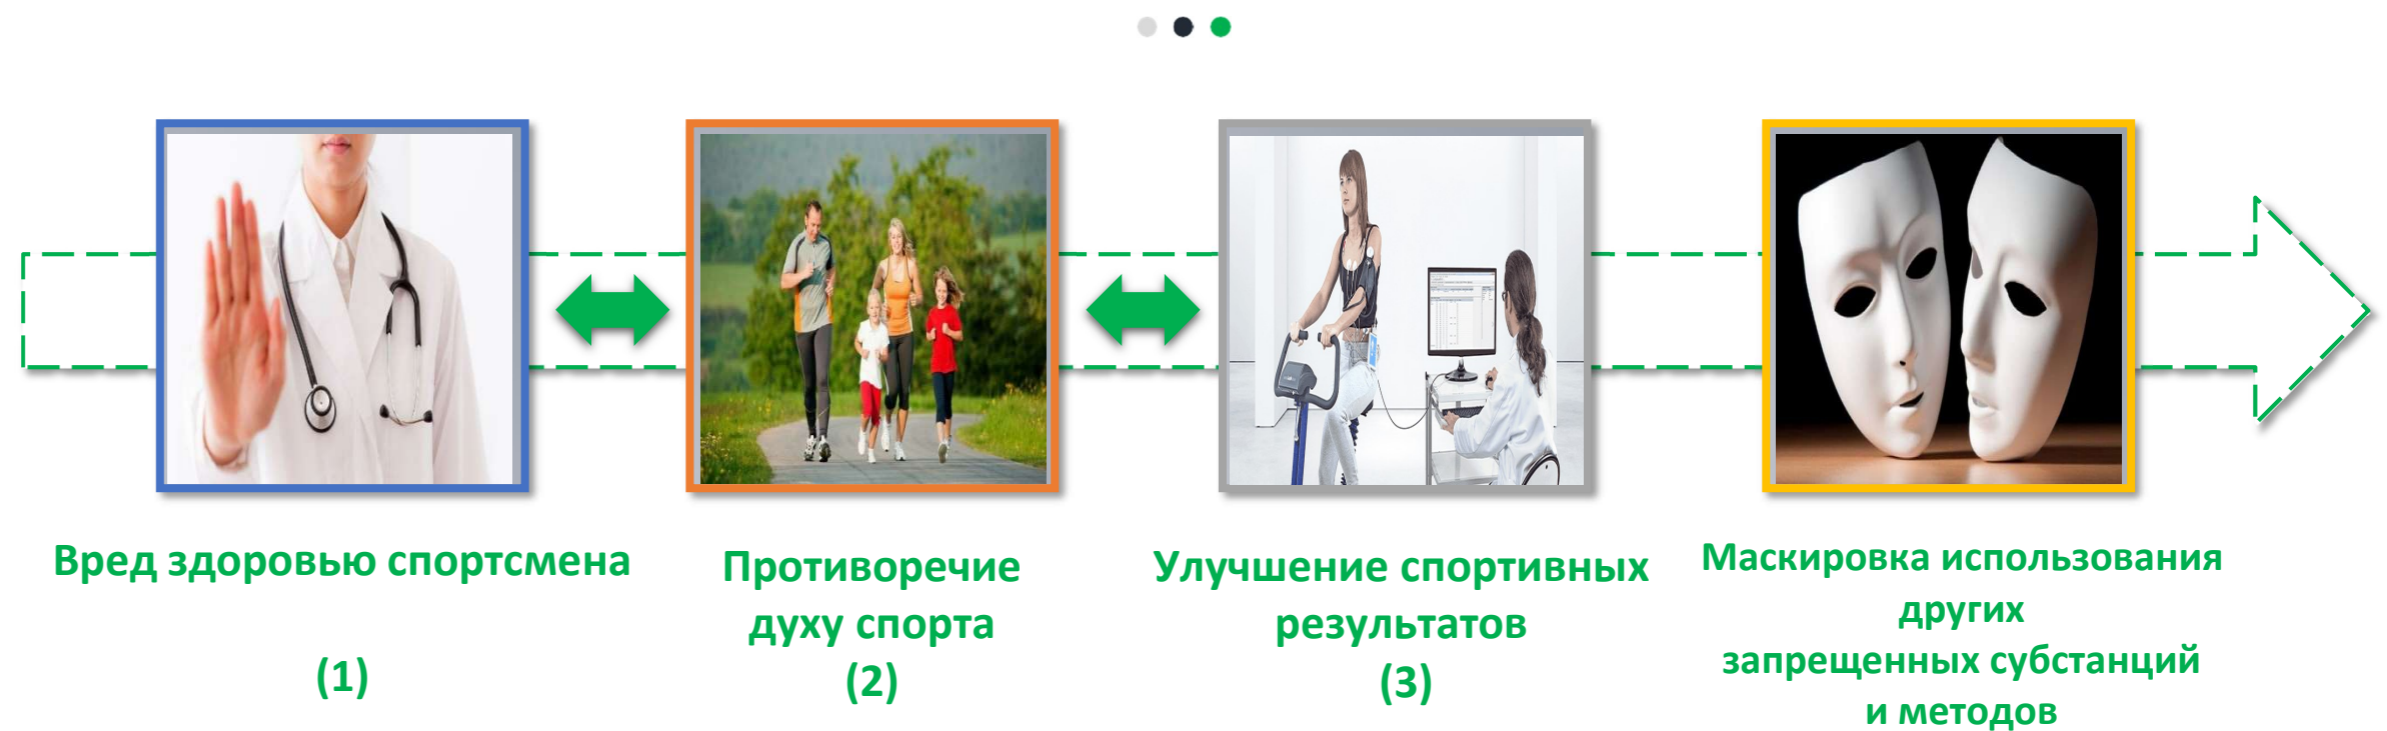 Вред здоровью спортсмена
(1)
Противоречие
духу спорта
(2)
Улучшение спортивных
результатов
(3)
Маскировка использования
других
запрещенных субстанций
и методов